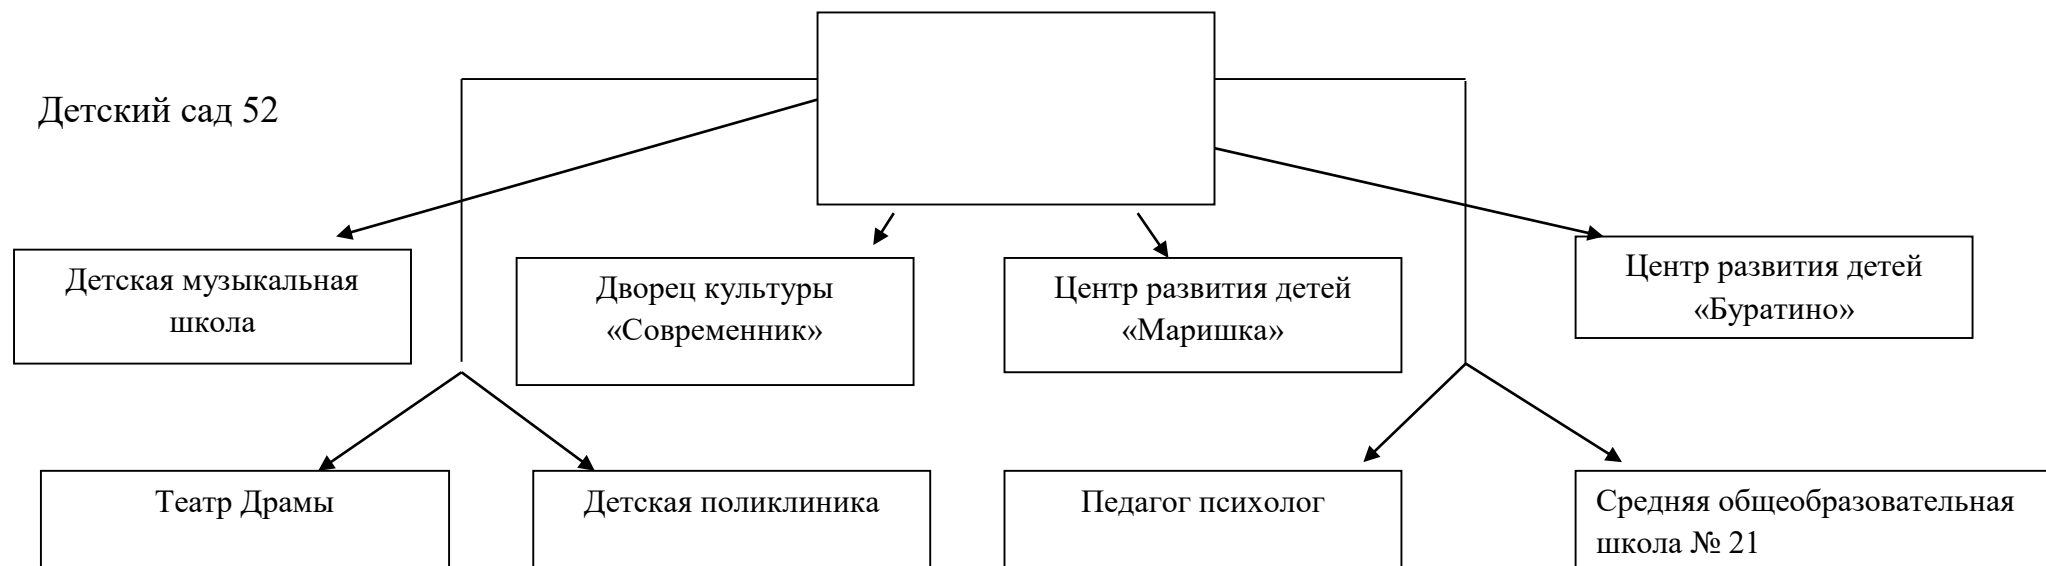 Детский сад 52
Детская музыкальная
школа
Дворец культуры
«Современник»
Центр развития детей
«Маришка»
Центр развития детей
«Буратино»
Театр Драмы
Детская поликлиника
Педагог психолог
Средняя общеобразовательная
школа № 21